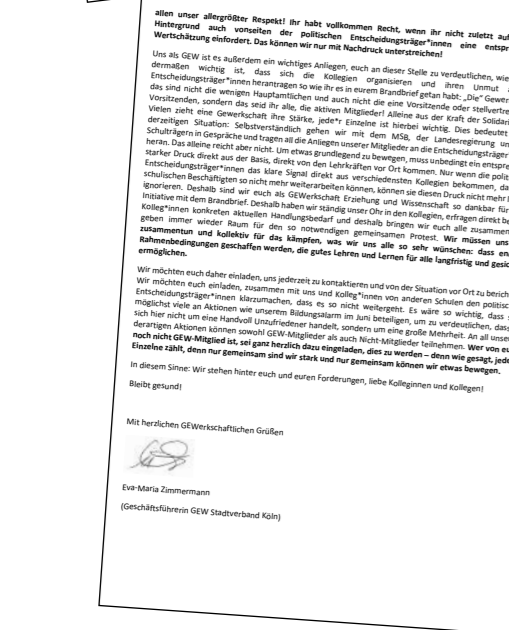 allen unser allergrößter Respekt! Ihr habt vollkommen Recht, wenn ihr nicht zuletzt auf
Hintergrund auch vonseiten der politischen Entscheidungsträger*innen eine entspr
Wertschätzung einfordert. Das können wir nur mit Nachdruck unterstreichen!
Uns als GEW ist es außerdem ein wichtiges Anliegen, euch an dieser Stelle zu verdeutlichen, wie
dermaßen wichtig ist, dass sich die Kollegien organisieren und ihren Unmut
Entscheidungsträger*innen herantragen so wie ihr es in eurem Brandbrief getan habt: „Die" Gewer
das sind nicht die wenigen Hauptamtlichen und auch nicht die eine Vorsitzende oder stellvertre
Vorsitzenden, sondern das seid ihr alle, die aktiven Mitglieder! Alleine aus der Kraft der Solidari
Vielen zieht eine Gewerkschaft ihre Stärke, jede*r Einzelne ist hierbei wichtig. Dies bedeutet
derzeitigen Situation: Selbstverständlich gehen wir mit dem MSB, der Landesregierung un
Schulträgern in Gespräche und tragen all die Anliegen unserer Mitglieder an die Entscheidungsträger
heran. Das alleine reicht aber nicht. Um etwas grundlegend zu bewegen, muss unbedingt ein entspre
starker Druck direkt aus der Basis, direkt von den Lehrkräften vor Ort kommen. Nur wenn die polit
Entscheidungsträger*innen das klare Signal direkt aus verschiedensten Kollegien bekommen, da
schulischen Beschäftigten so nicht mehr weiterarbeiten können, können sie diesen Druck nicht mehr
ignorieren. Deshalb sind wir euch als GEWerkschaft Erziehung und Wissenschaft so dankbar für
Initiative mit dem Brandbrief. Deshalb haben wir ständig unser Ohr in den Kollegien, erfragen direkt be
Kolleg*innen konkreten aktuellen Handlungsbedarf und deshalb bringen wir euch alle zusammen
geben immer wieder Raum für den so notwendigen gemeinsamen Protest. Wir müssen uns
zusammentun und kollektiv für das kämpfen, was wir uns alle so sehr wünschen: dass en
Rahmenbedingungen geschaffen werden, die gutes Lehren und Lernen für alle langfristig und gesic
ermöglichen.
Wir möchten euch daher einladen, uns jederzeit zu kontaktieren und von der Situation vor Ort zu berich
Wir möchten euch einladen, zusammen mit uns und Kolleg*innen von anderen Schulen den politisc
Entscheidungsträger*innen klarzumachen, dass es so nicht weitergeht. Es wäre so wichtig, dass
möglichst viele an Aktionen wie unserem Bildungsalarm im Juni beteiligen, um zu verdeutlichen, dass
sich hier nicht um eine Handvoll Unzufriedener handelt, sondern um eine große Mehrheit. An all unser
derartigen Aktionen können sowohl GEW-Mitglieder als auch Nicht-Mitglieder teilnehmen. Wer von eu
noch nicht GEW-Mitglied ist, sei ganz herzlich dazu eingeladen, dies zu werden – denn wie gesagt, jede
Einzelne zählt, denn nur gemeinsam sind wir stark und nur gemeinsam können wir etwas bewegen.
In diesem Sinne: Wir stehen hinter euch und euren Forderungen, liebe Kolleginnen und Kollegen!
Bleibt gesund!
Mit herzlichen GEWerkschaftlichen Grüßen
Eva-Maria Zimmermann
(Geschäftsführerin GEW Stadtverband Köln)